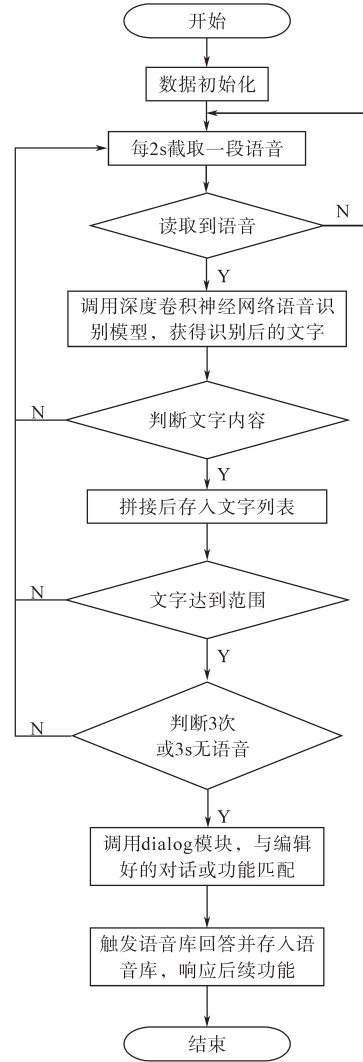 开始
数据初始化
每2s截取一段语音
读取到语音
N
Y
调用深度卷积神经网络语音识
别模型，获得识别后的文字
判断文字内容
N
Y
拼接后存入文字列表
文字达到范围
N
Y
判断3次
或3s无语音
N
Y
调用dialog模块，与编辑
好的对话或功能匹配
触发语音库回答并存入语
音库，响应后续功能
结束